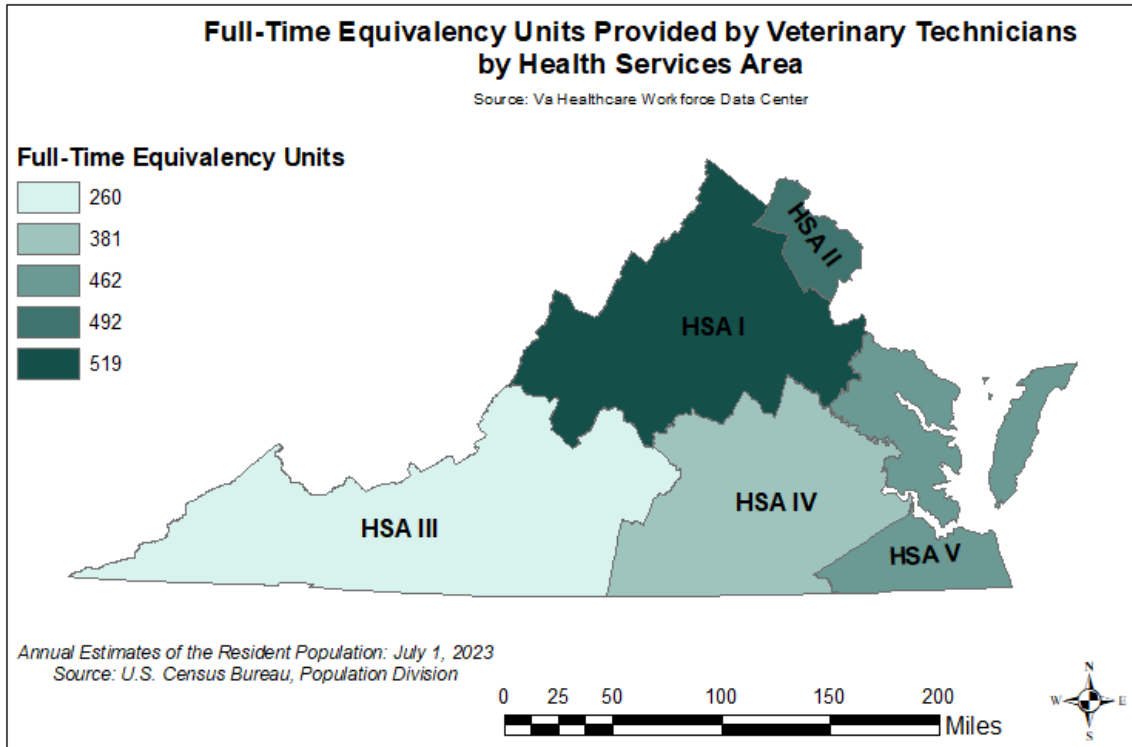 Full-Time Equivalency Units Provided by Veterinary Technicians
by Health Services Area
Source: Va Healthcare Workforce Data Center
Full-Time Equivalency Units
260
381
462
492
519
HSA II
HSA I
HSA IV
HSA III
HSA V
Annual Estimates of the Resident Population: July 1, 2023
Source: U.S. Census Bureau, Population Division
0 25 50 100 150 200
Miles
N
W E
S